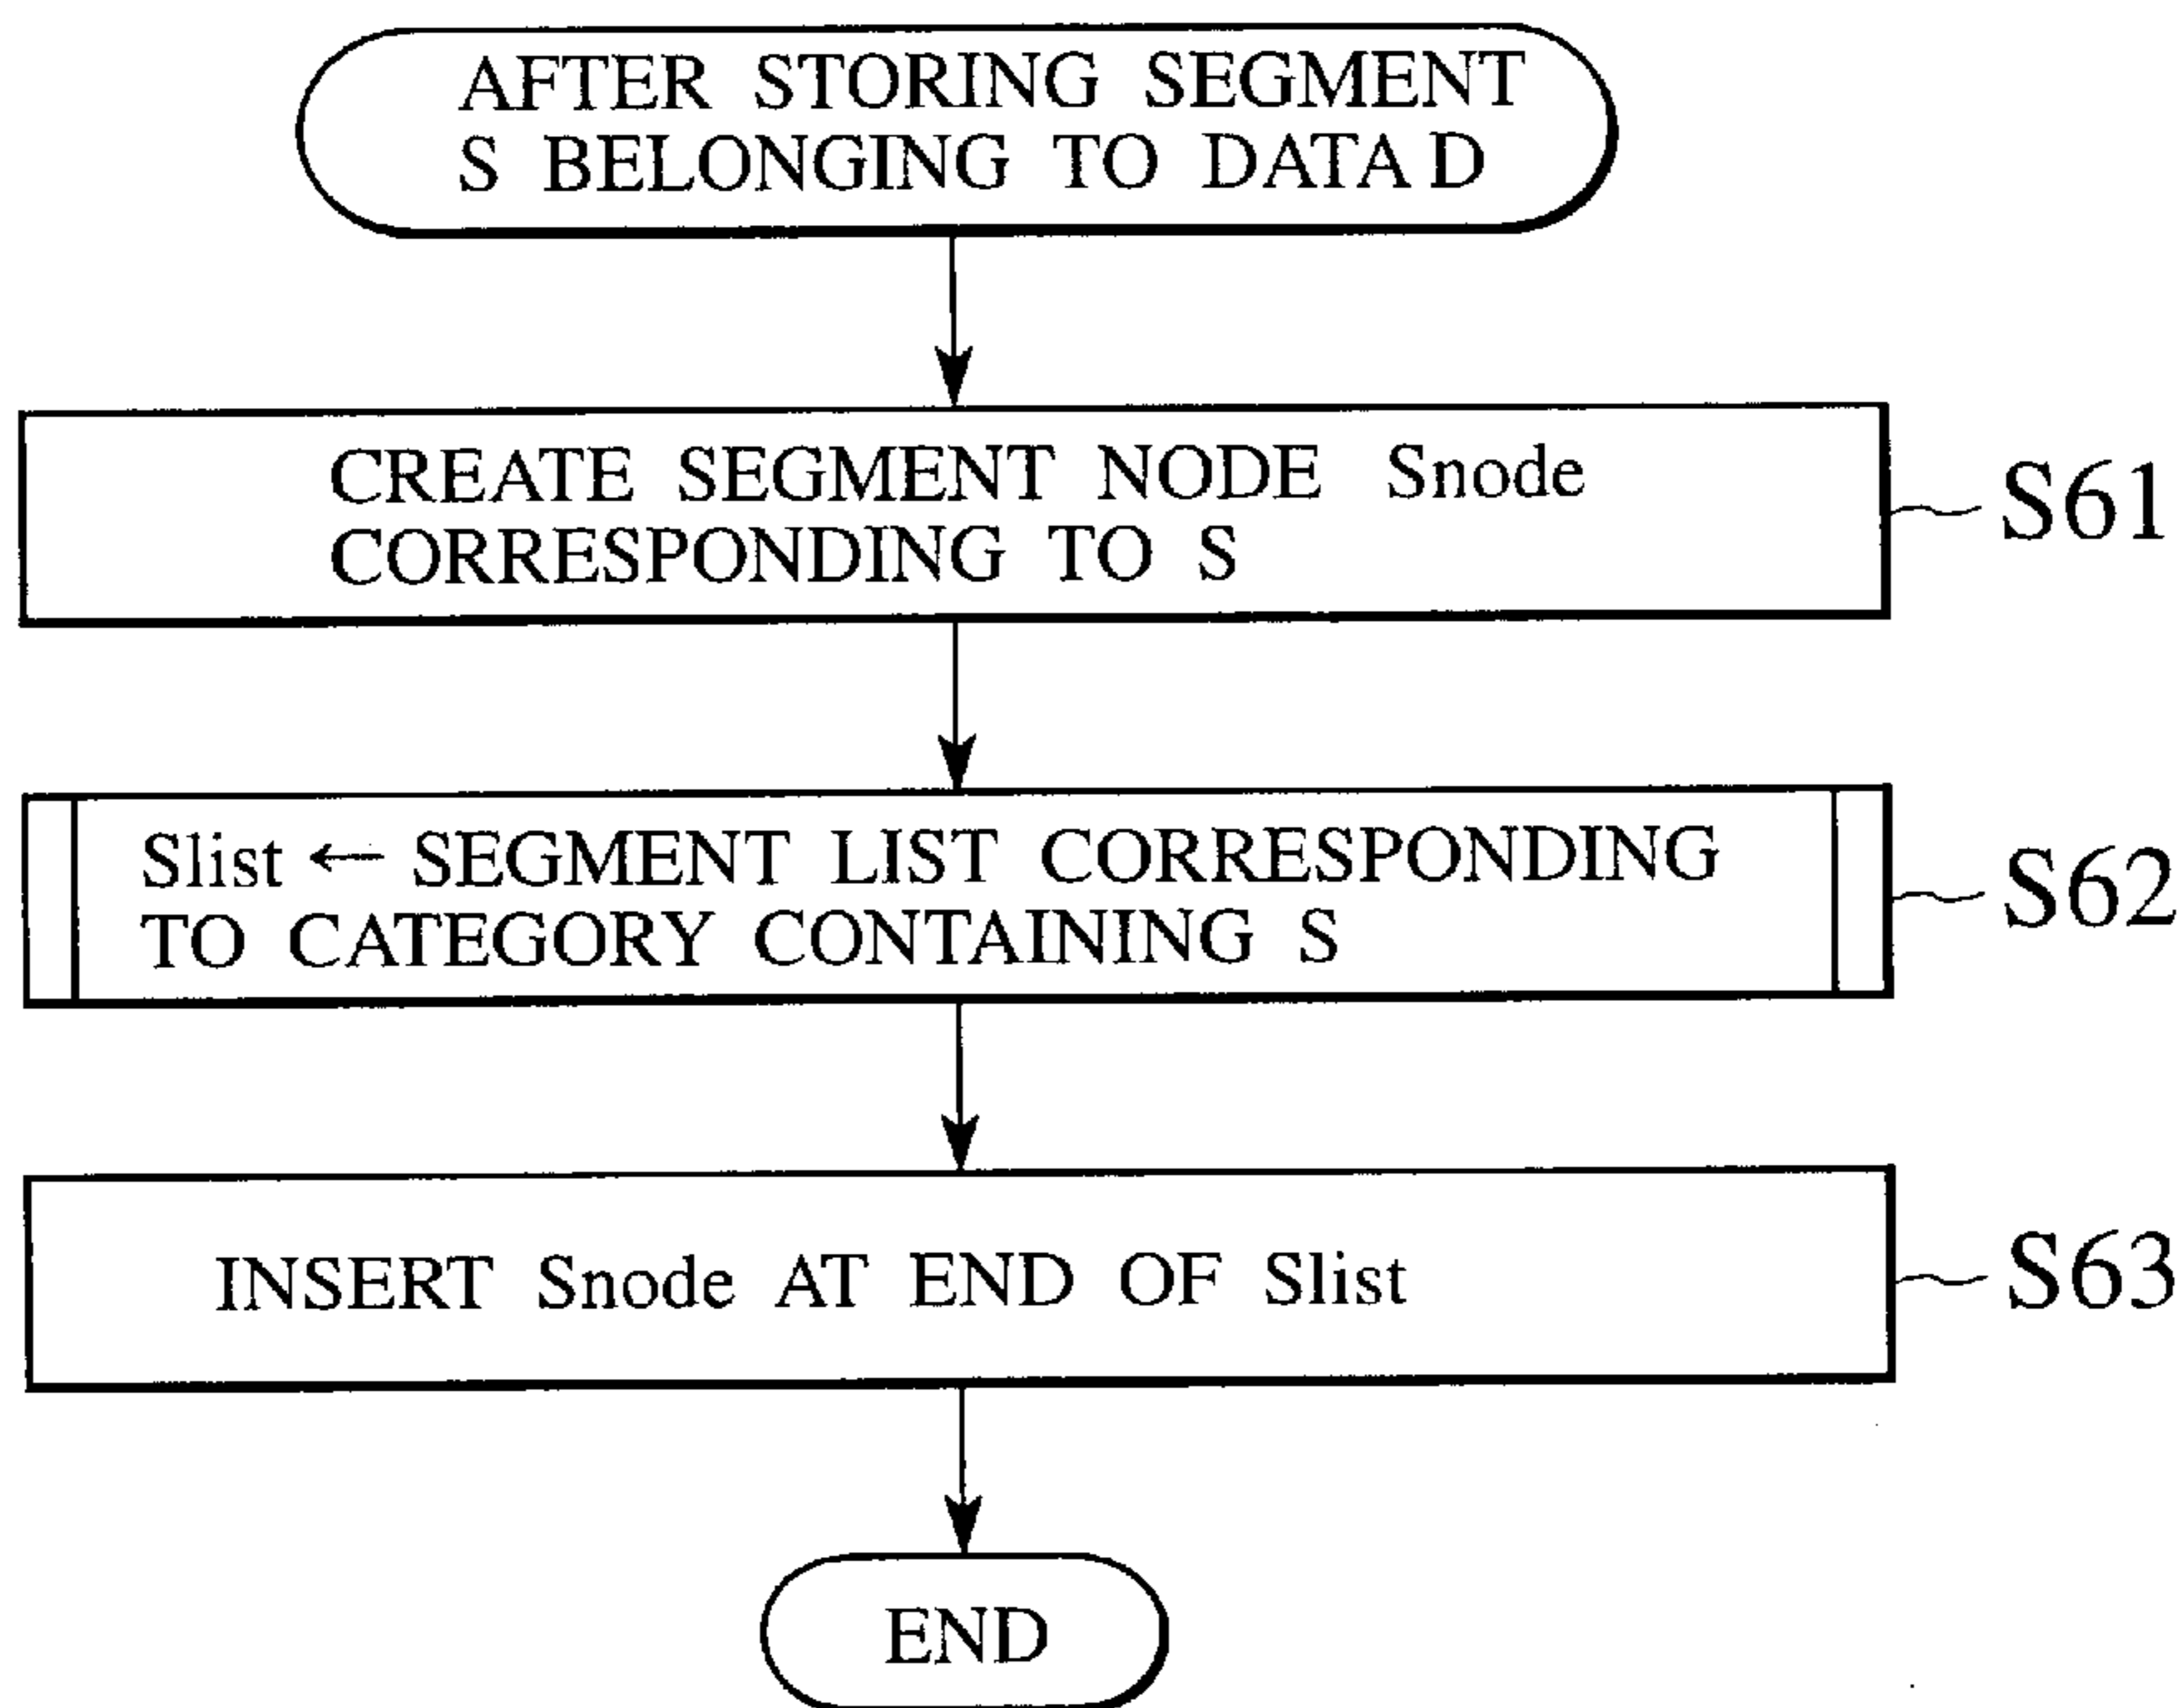 AFTER STORING SEGMENT
S BELONGING TO DATA D
CREATE SEGMENT NODE Snode
CORRESPONDING TO S
S61
Slist ← SEGMENT LIST CORRESPONDING
TO CATEGORY CONTAINING S
S62
INSERT Snode AT END OF Slist
S63
END